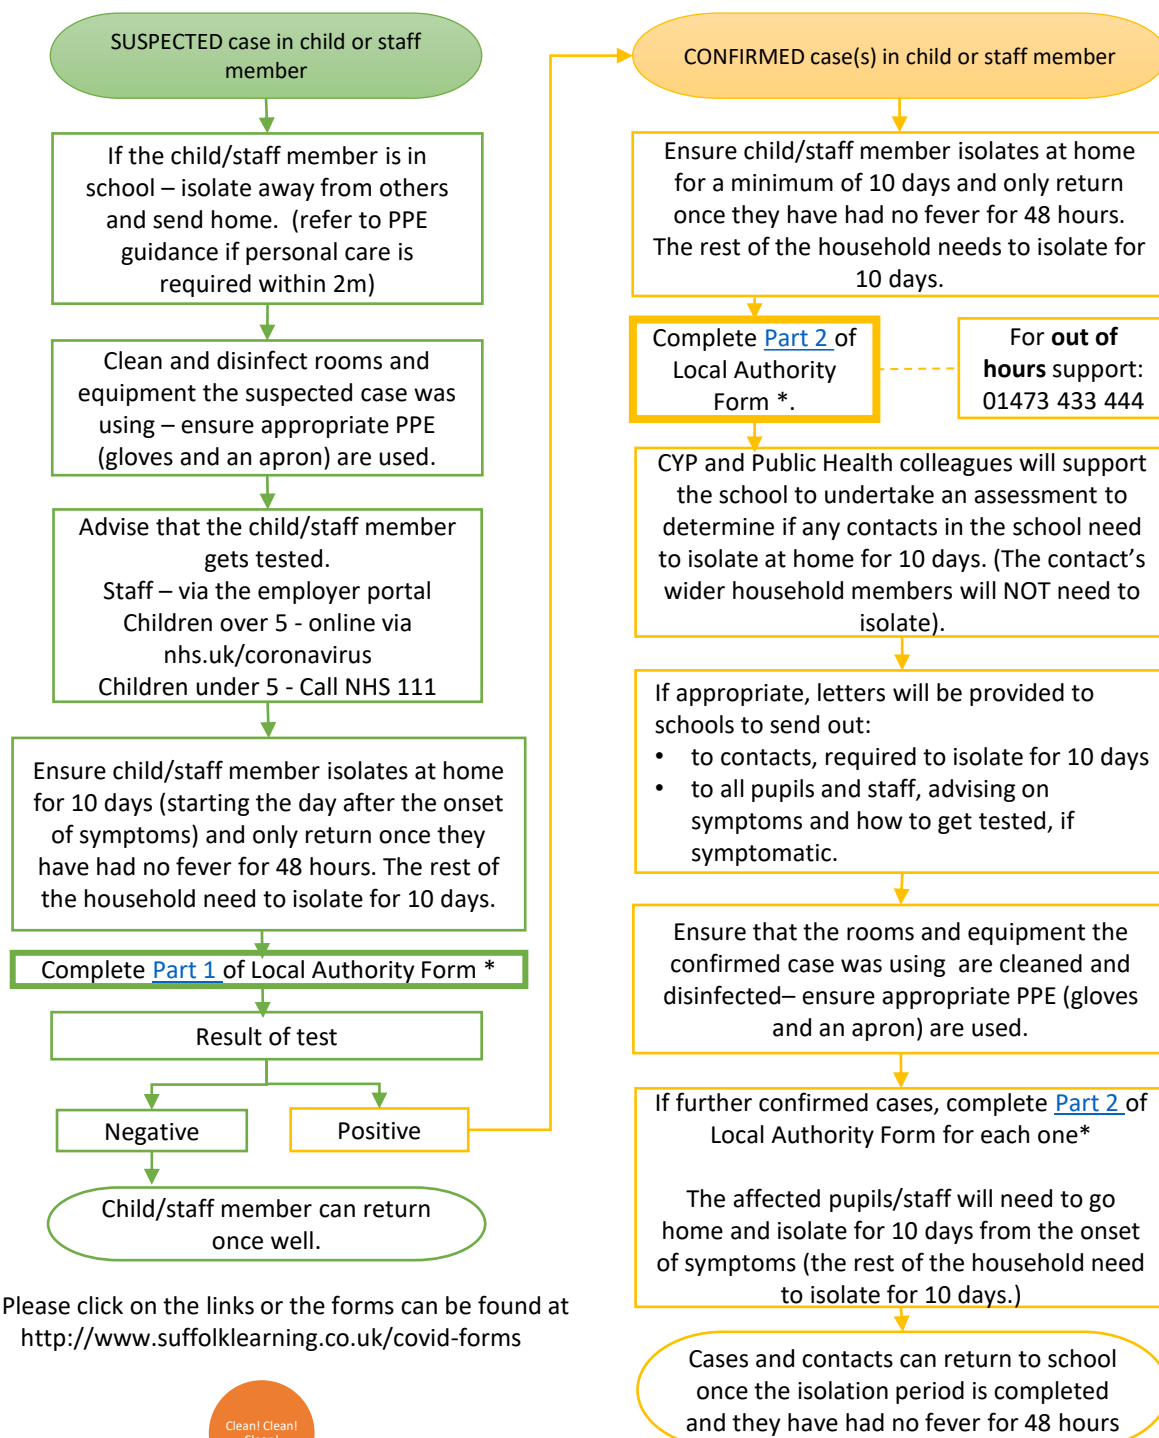 SUSPECTED case in child or staff
member
If the child/staff member is in
school – isolate away from others
and send home. (refer to PPE
guidance if personal care is
required within 2m)
Clean and disinfect rooms and
equipment the suspected case was
using – ensure appropriate PPE
(gloves and an apron) are used.
Advise that the child/staff member
gets tested.
Staff – via the employer portal
Children over 5 - online via
nhs.uk/coronavirus
Children under 5 - Call NHS 111
Ensure child/staff member isolates at home
for 10 days (starting the day after the onset
of symptoms) and only return once they
have had no fever for 48 hours. The rest of
the household need to isolate for 10 days.
Complete Part 1 of Local Authority Form *
Result of test
Negative
Positive
Child/staff member can return
once well.
Please click on the links or the forms can be found at
http://www.suffolklearning.co.uk/covid-forms
Clean! Clean!
Clean!
CONFIRMED case(s) in child or staff member
Ensure child/staff member isolates at home
for a minimum of 10 days and only return
once they have had no fever for 48 hours.
The rest of the household needs to isolate for
10 days.
Complete Part 2 of
Local Authority
Form *.
For out of
hours support:
01473 433 444
CYP and Public Health colleagues will support
the school to undertake an assessment to
determine if any contacts in the school need
to isolate at home for 10 days. (The contact's
wider household members will NOT need to
isolate).
If appropriate, letters will be provided to
schools to send out:
• to contacts, required to isolate for 10 days
• to all pupils and staff, advising on
symptoms and how to get tested, if
symptomatic.
Ensure that the rooms and equipment the
confirmed case was using are cleaned and
disinfected– ensure appropriate PPE (gloves
and an apron) are used.
If further confirmed cases, complete Part 2 of
Local Authority Form for each one*
The affected pupils/staff will need to go
home and isolate for 10 days from the onset
of symptoms (the rest of the household need
to isolate for 10 days.)
Cases and contacts can return to school
once the isolation period is completed
and they have had no fever for 48 hours